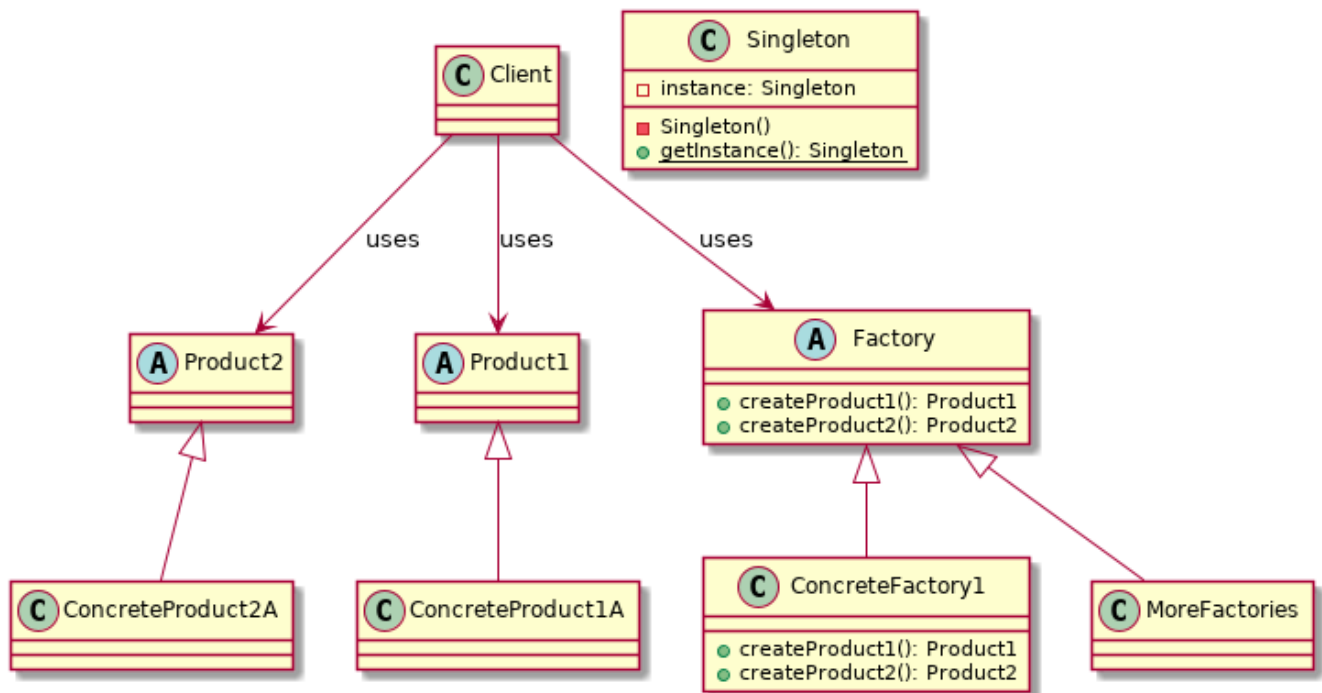 C Client
C Singleton
instance: Singleton
Singleton()
getInstance(): Singleton
uses
uses
uses
A Product2
A Product1
A Factory
createProduct1(): Product1
createProduct2(): Product2
C ConcreteProduct2A
C ConcreteProduct1A
C ConcreteFactory1
createProduct1(): Product1
createProduct2(): Product2
C MoreFactories